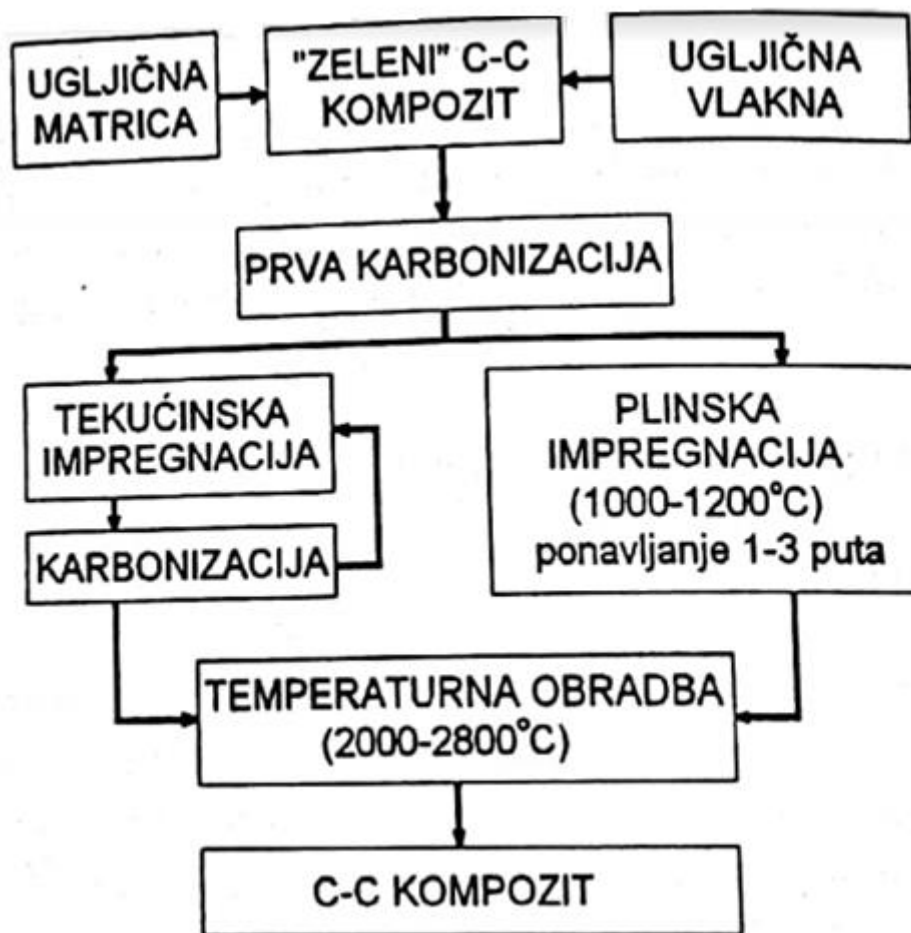 UGLJIČNA
MATRICA
"ZELENI" C-C
KOMPOZIT
UGLJIČNA
VLAKNA
PRVA KARBONIZACIJA
TEKUĆINSKA
IMPREGNACIJA
KARBONIZACIJA
PLINSKA
IMPREGNACIJA
(1000-1200°C)
ponavljanje 1-3 puta
TEMPERATURNA OBRADBA
(2000-2800°C)
C-C KOMPOZIT